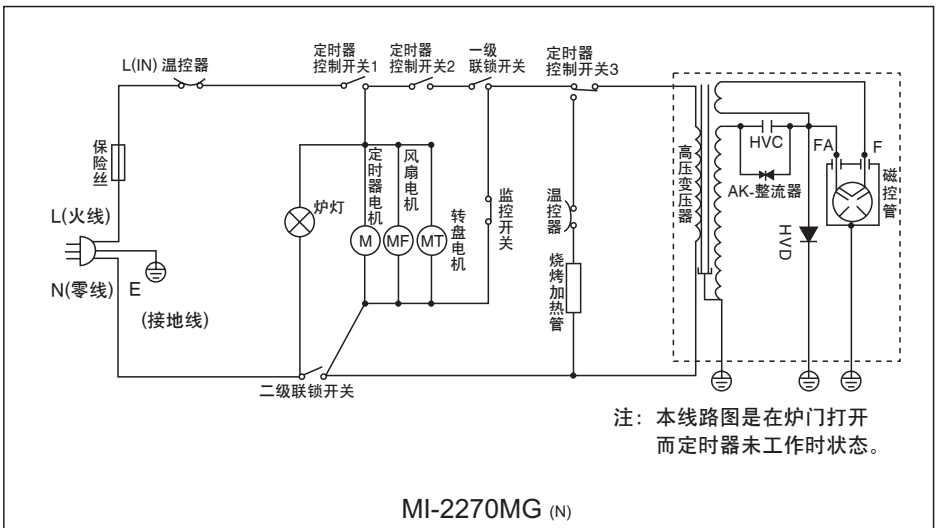 L(IN) 温控器
定时器
控制开关1
定时器
控制开关2
一级
联锁开关
定时器
控制开关3
保险丝
L(火线)
N(零线)
E
(接地线)
炉灯
定时器电机
M
风扇电机
MF
MT
转盘电机
监控开关
温控器
烧烤加热管
高压变压器
HVC
AK-整流器
FA
F
磁控管
HVD
二级联锁开关
注：本线路图是在炉门打开
而定时器未工作时状态。
MI-2270MG (N)